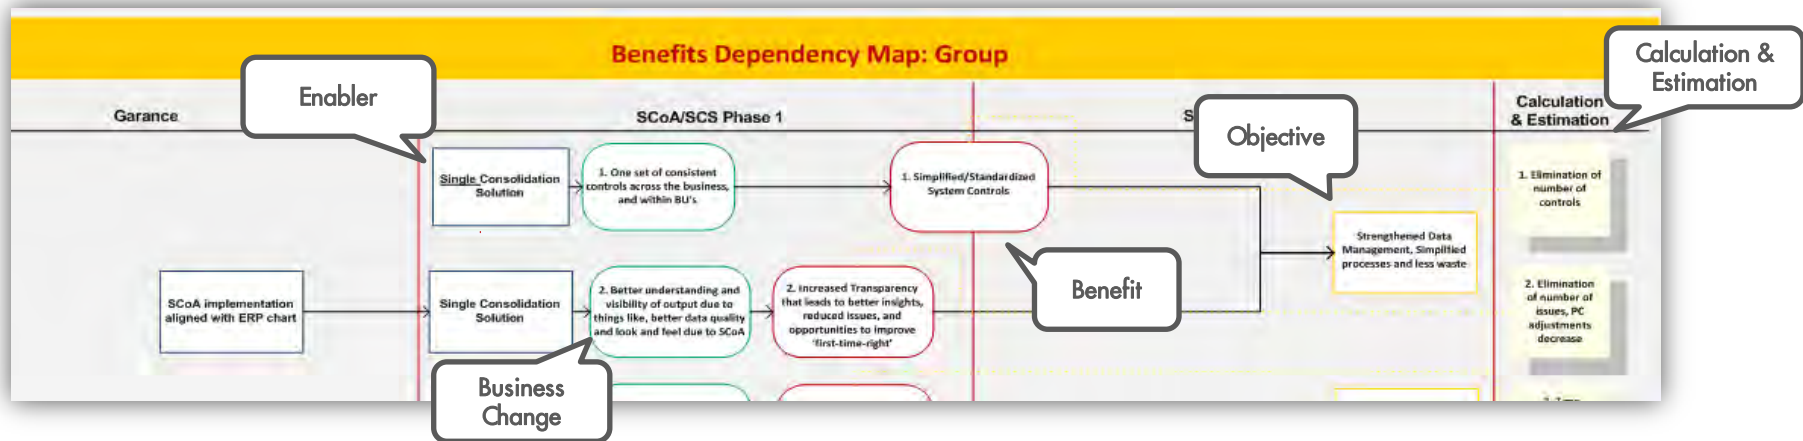 Benefits Dependency Map: Group
Calculation &
Estimation
Enabler
Garance
SCoA/SCS Phase 1
S
Objective
Calculation
& Estimation
Single Consolidation
Solution
1. One set of consistent
controls across the business,
and within BU's
1. Simplified/Standardized
System Controls
1. Elimination of
number of
controls
Strengthened Data
Management, Simplified
processes and less waste
Benefit
SCoA implementation
aligned with ERP chart
Single Consolidation
Solution
2. Better understanding and
visibility of output due to
things like, better data quality
and look and feel due to SCoA
2. Increased Transparency
that leads to better insights,
reduced issues, and
opportunities to improve
'first-time-right'
2. Elimination
of number of
issues, PC
adjustments
decrease
Business
Change